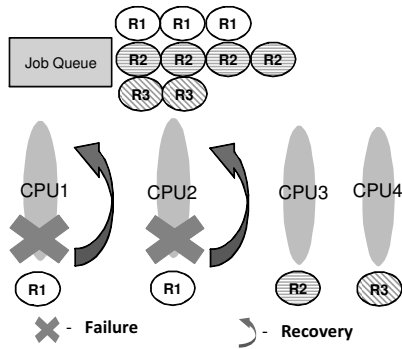 R1 R1 R1
Job Queue
R2 R2 R2 R2
R3 R3
CPU1 CPU2 CPU3 CPU4
R1 R1 R2 R3
- Failure - Recovery